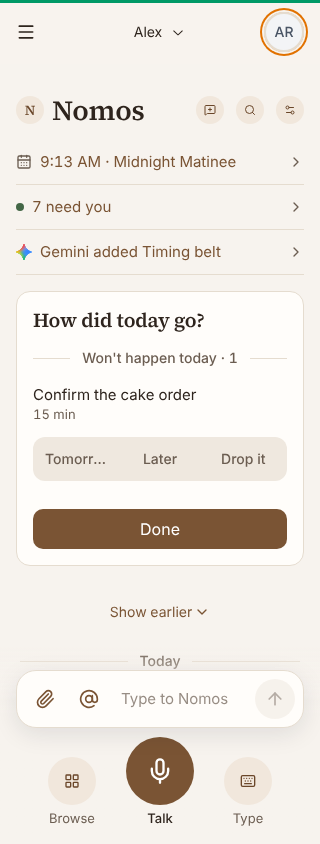 Alex
AR
N
Nomos
9:13 AM · Midnight Matinee
7 need you
Gemini added Timing belt
How did today go?
Won't happen today · 1
Confirm the cake order
15 min
Tomorr...
Later
Drop it
Done
Show earlier
Today
Type to Nomos
Browse
Talk
Type